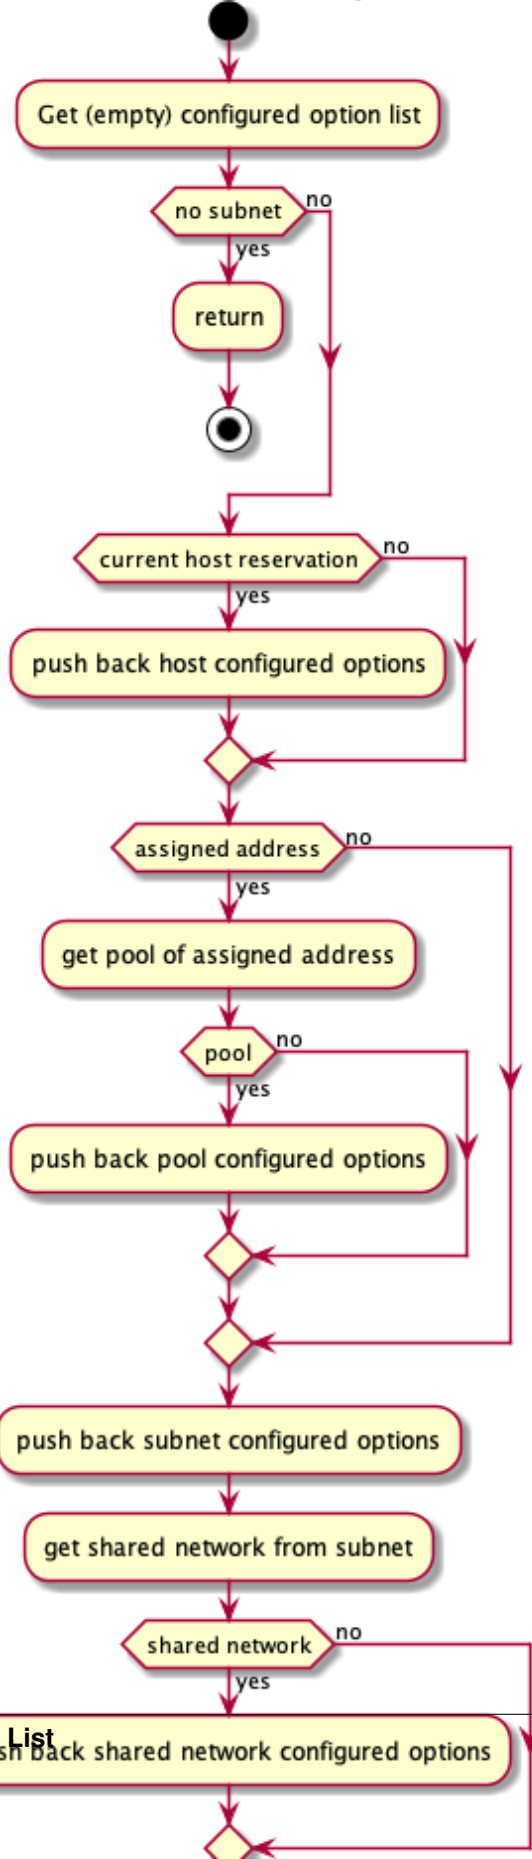 Get (empty) configured option list
no subnet
no
yes
return
current host reservation
no
yes
push back host configured options
assigned address
no
yes
get pool of assigned address
pool
no
yes
push back pool configured options
push back subnet configured options
get shared network from subnet
shared network
no
yes
List
back shared network configured options